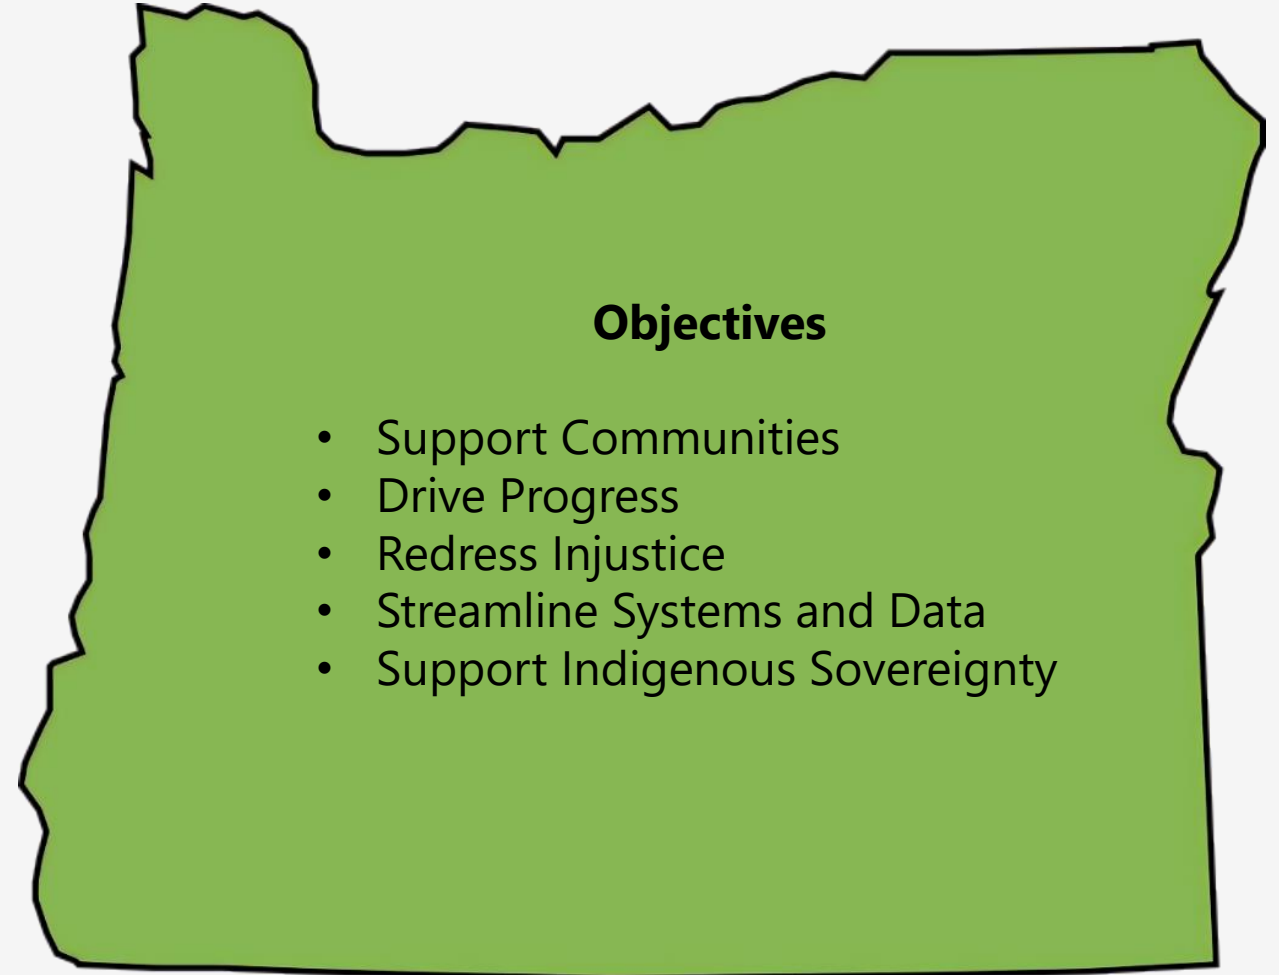 Objectives
• Support Communities
• Drive Progress
• Redress Injustice
• Streamline Systems and Data
• Support Indigenous Sovereignty